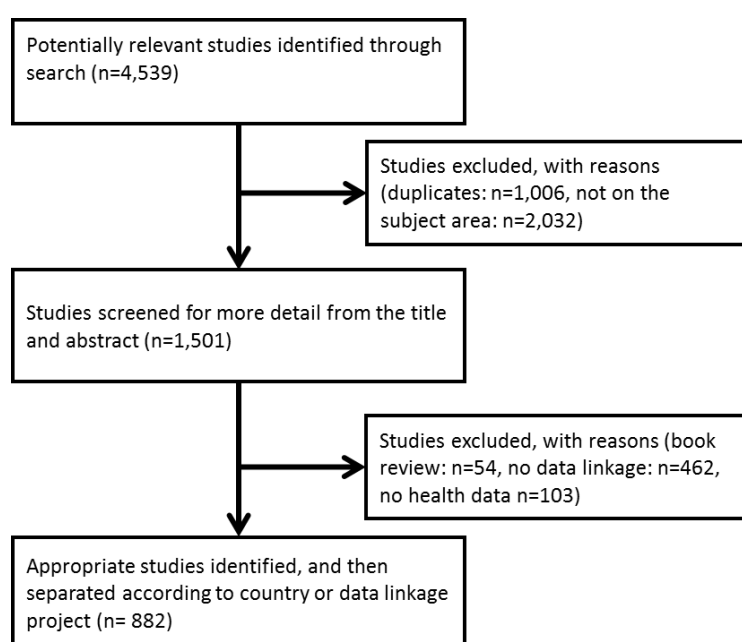 Potentially relevant studies identified through
search (n=4,539)
Studies excluded, with reasons
(duplicates: n=1,006, not on the
subject area: n=2,032)
Studies screened for more detail from the title
and abstract (n=1,501)
Studies excluded, with reasons (book
review: n=54, no data linkage: n=462,
no health data n=103)
Appropriate studies identified, and then
separated according to country or data linkage
project (n= 882)